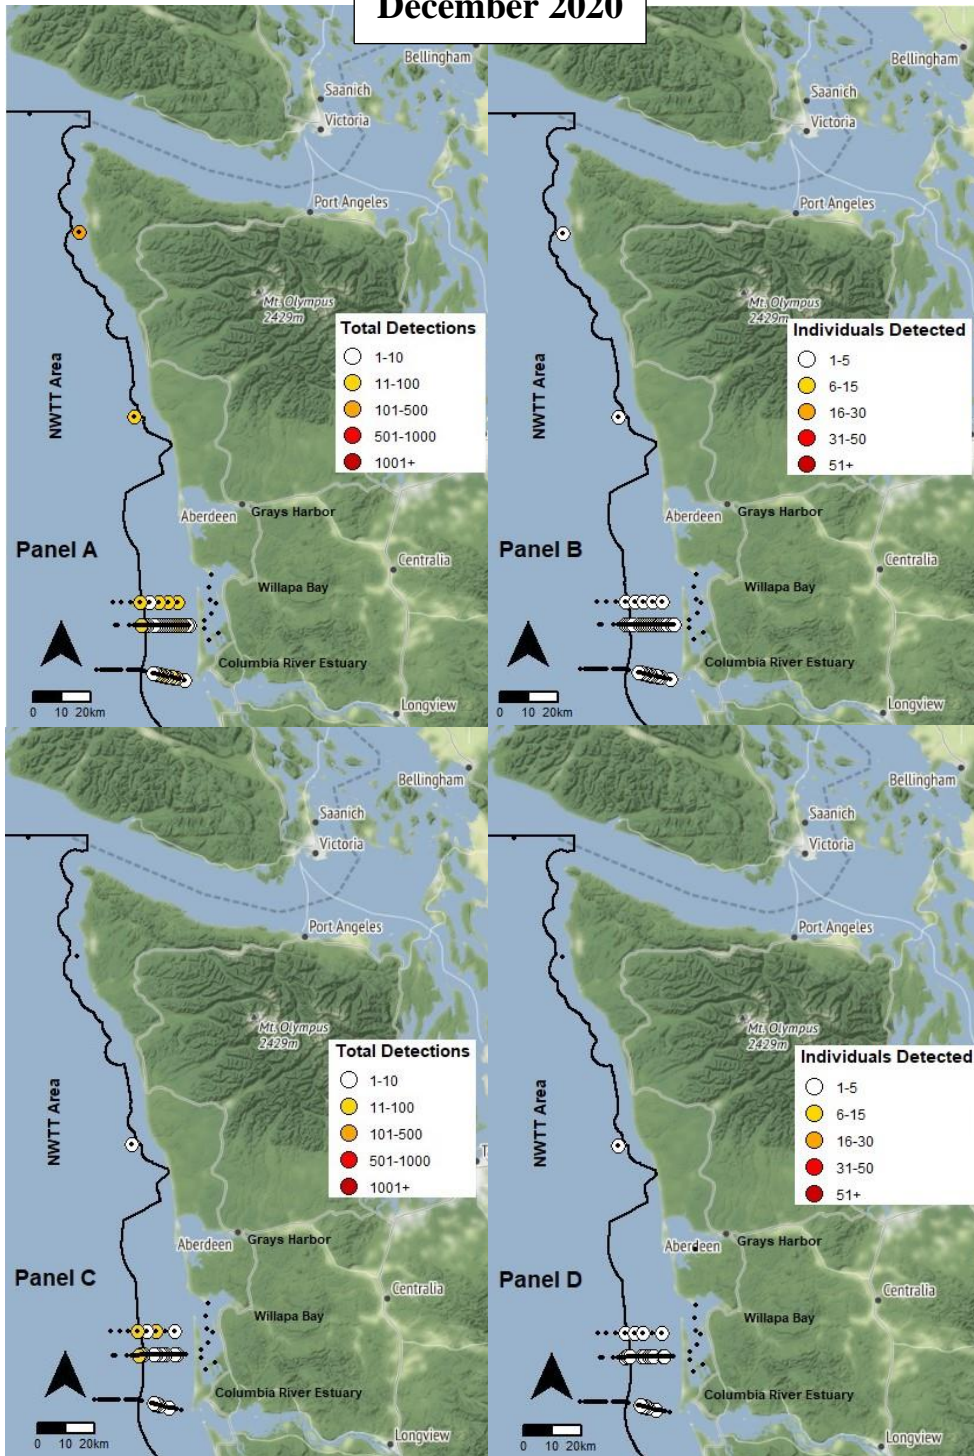 December 2020
Bellingham
Saanich
Victoria
Port Angeles
Mt. Olympus
2429m
Total Detections
1-10
11-100
101-500
501-1000
1001+
NWTT Area
Aberdeen
Grays Harbor
Panel A
Centralia
Willapa Bay
Columbia River Estuary
Longview
0 10 20km
Bellingham
Saanich
Victoria
Port Angeles
Mt. Olympus
2429m
Individuals Detected
1-5
6-15
16-30
31-50
51+
NWTT Area
Aberdeen
Grays Harbor
Panel B
Centralia
Willapa Bay
Columbia River Estuary
Longview
0 10 20km
Bellingham
Saanich
Victoria
Port Angeles
Mt. Olympus
2429m
Total Detections
1-10
11-100
101-500
501-1000
1001+
NWTT Area
Aberdeen
Grays Harbor
Panel C
Centralia
Willapa Bay
Columbia River Estuary
Longview
0 10 20km
Bellingham
Saanich
Victoria
Port Angeles
Mt. Olympus
2429m
Individuals Detected
1-5
6-15
16-30
31-50
51+
NWTT Area
Aberdeen
Grays Harbor
Panel D
Centralia
Willapa Bay
Columbia River Estuary
Longview
0 10 20km